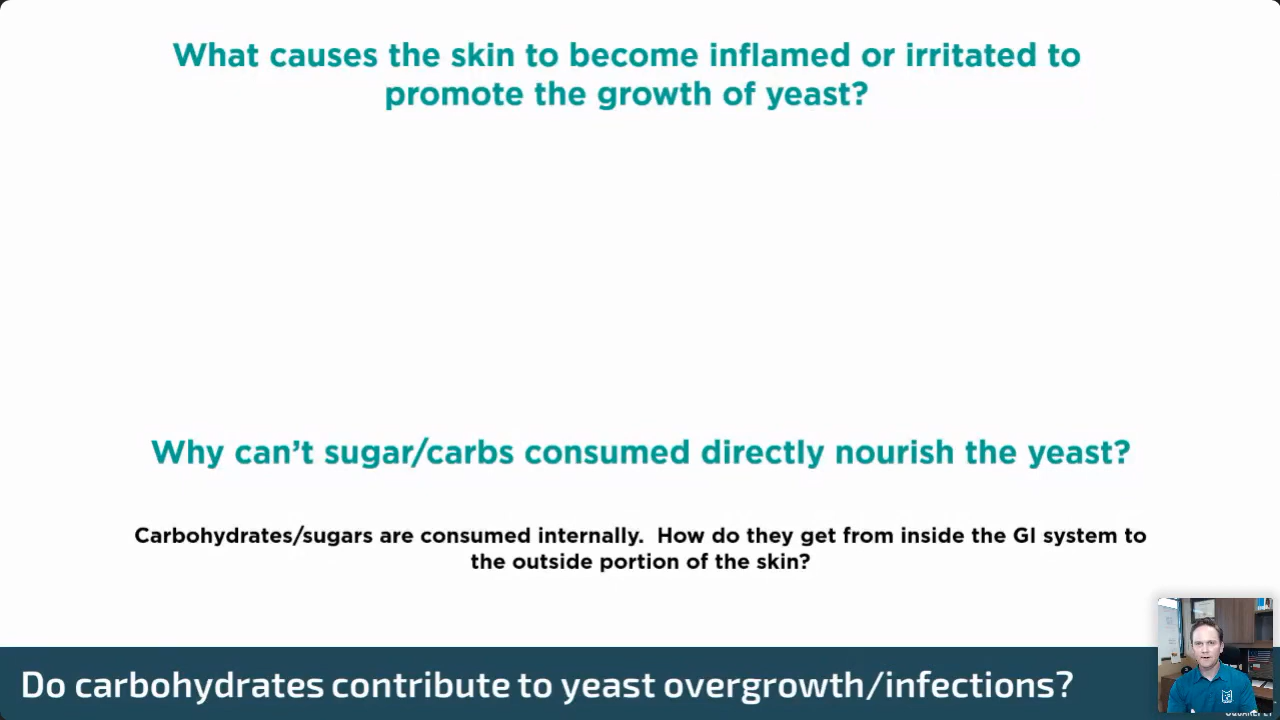 What causes the skin to become inflamed or irritated to
promote the growth of yeast?
Why can’t sugar/carbs consumed directly nourish the yeast?
Carbohydrates/sugars are consumed internally.  How do they get from inside the GI system to
the outside portion of the skin?
Do carbohydrates contribute to yeast overgrowth/infections?